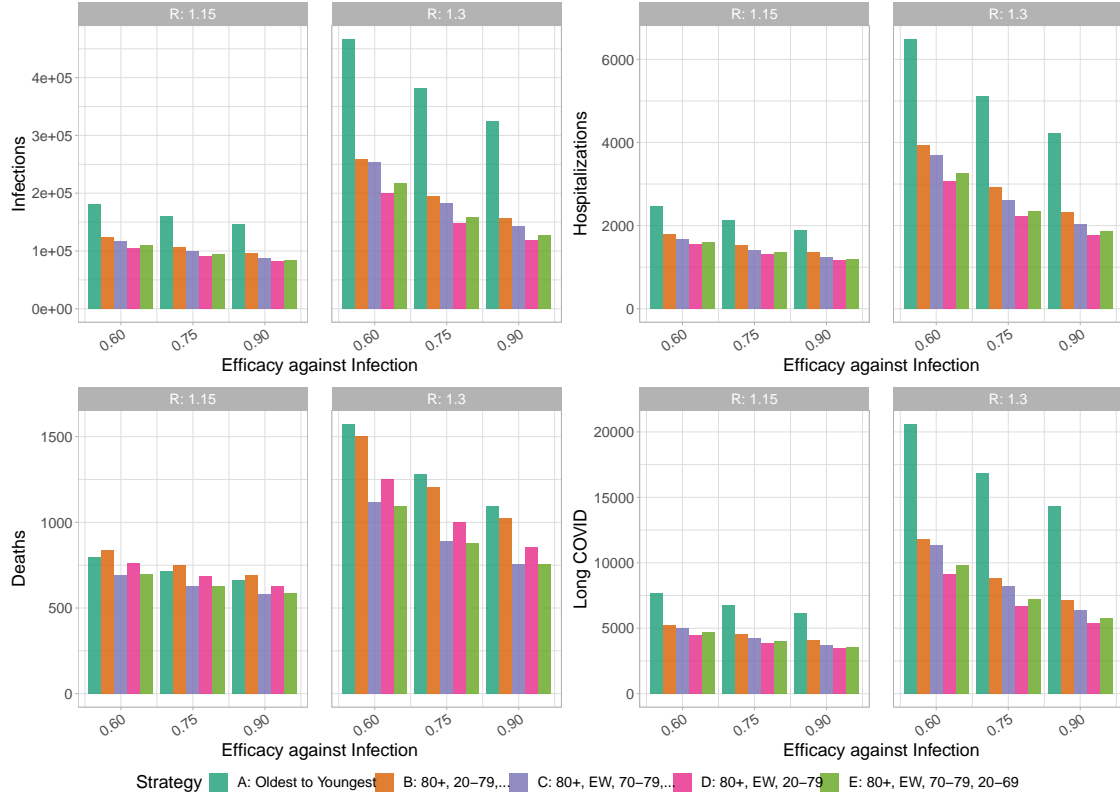 R: 1.15
R: 1.3
Infections
4e+05
3e+05
2e+05
1e+05
0e+00
0.60
0.75
0.90
0.60
0.75
0.90
Efficacy against Infection
R: 1.15
R: 1.3
Hospitalizations
6000
4000
2000
0
0.60
0.75
0.90
0.60
0.75
0.90
Efficacy against Infection
R: 1.15
R: 1.3
Deaths
1500
1000
500
0
0.60
0.75
0.90
0.60
0.75
0.90
Efficacy against Infection
R: 1.15
R: 1.3
Long COVID
20000
15000
10000
5000
0
0.60
0.75
0.90
0.60
0.75
0.90
Efficacy against Infection
Strategy A: Oldest to Youngest B: 80+, 20−79,... C: 80+, EW, 70−79,... D: 80+, EW, 20−79 E: 80+, EW, 70−79, 20−69